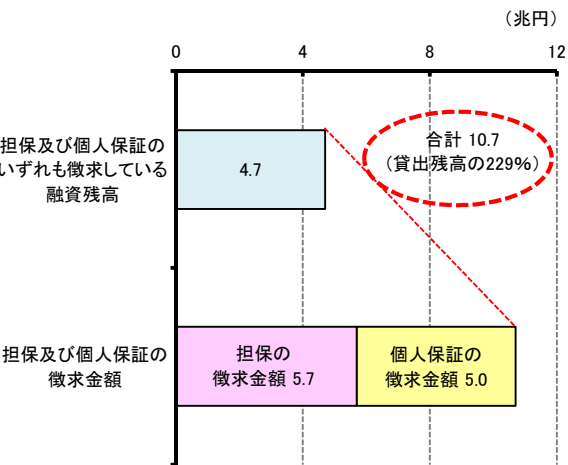 （兆円）
0 4 8 12
担保及び個人保証の
いずれも徴求している
融資残高
4.7
合計 10.7
（貸出残高の229%）
担保及び個人保証の
徴求金額
担保の
徴求金額 5.7
個人保証の
徴求金額 5.0